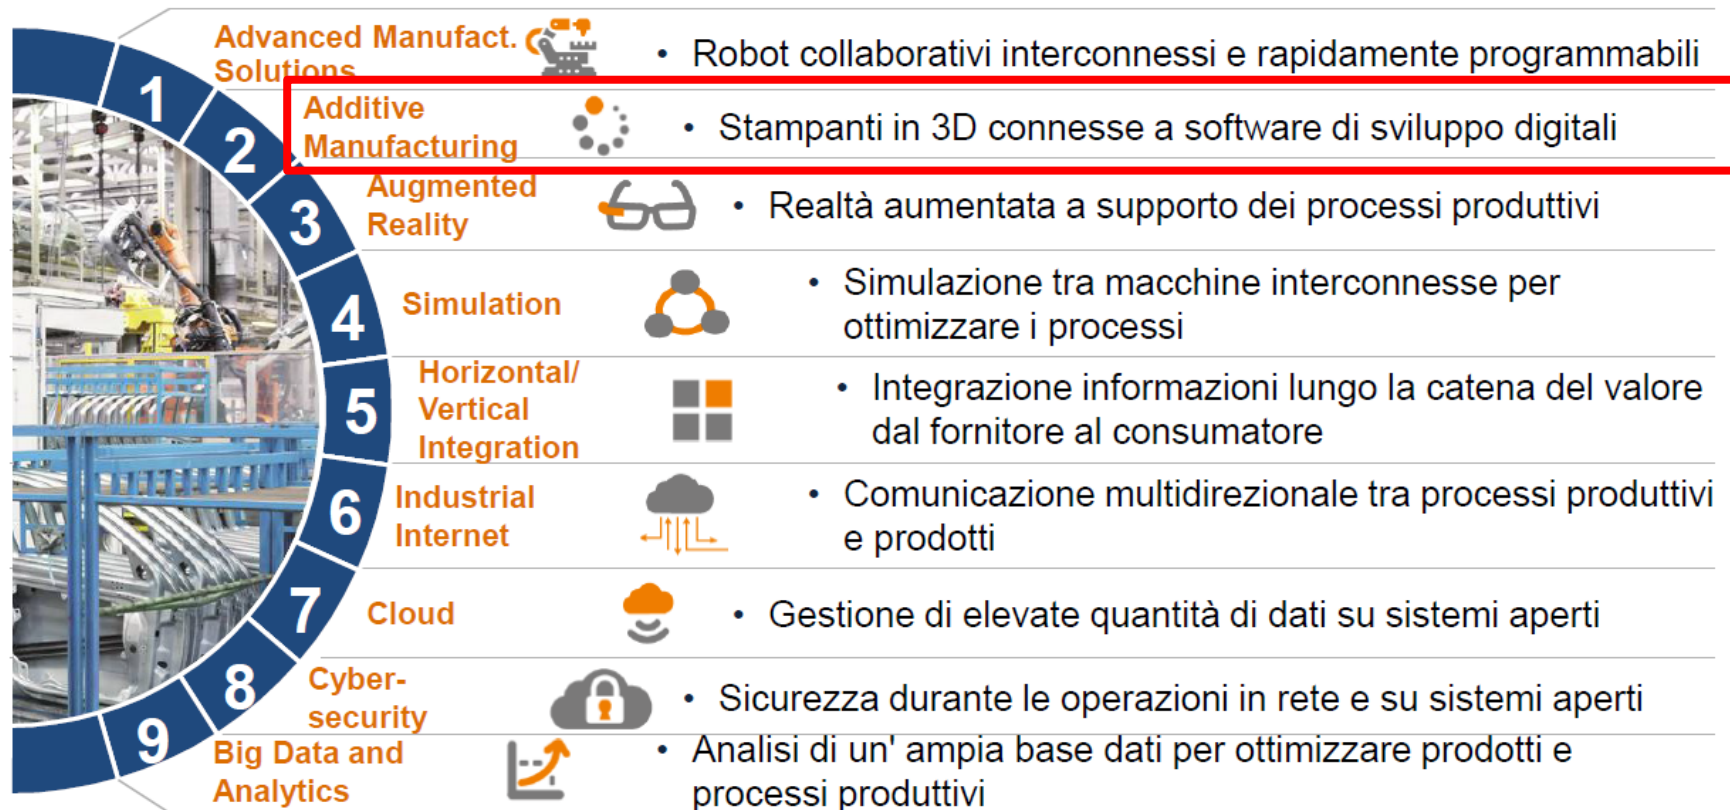 1
Advanced Manufact.
Solutions
• Robot collaborativi interconnessi e rapidamente programmabili
2
Additive
Manufacturing
• Stampanti in 3D connesse a software di sviluppo digitali
3
Augmented
Reality
• Realtà aumentata a supporto dei processi produttivi
4
Simulation
• Simulazione tra macchine interconnesse per
ottimizzare i processi
5
Horizontal/
Vertical
Integration
• Integrazione informazioni lungo la catena del valore
dal fornitore al consumatore
6
Industrial
Internet
• Comunicazione multidirezionale tra processi produttivi
e prodotti
7
Cloud
• Gestione di elevate quantità di dati su sistemi aperti
8
Cyber-
security
• Sicurezza durante le operazioni in rete e su sistemi aperti
9
Big Data and
Analytics
• Analisi di un' ampia base dati per ottimizzare prodotti e
processi produttivi